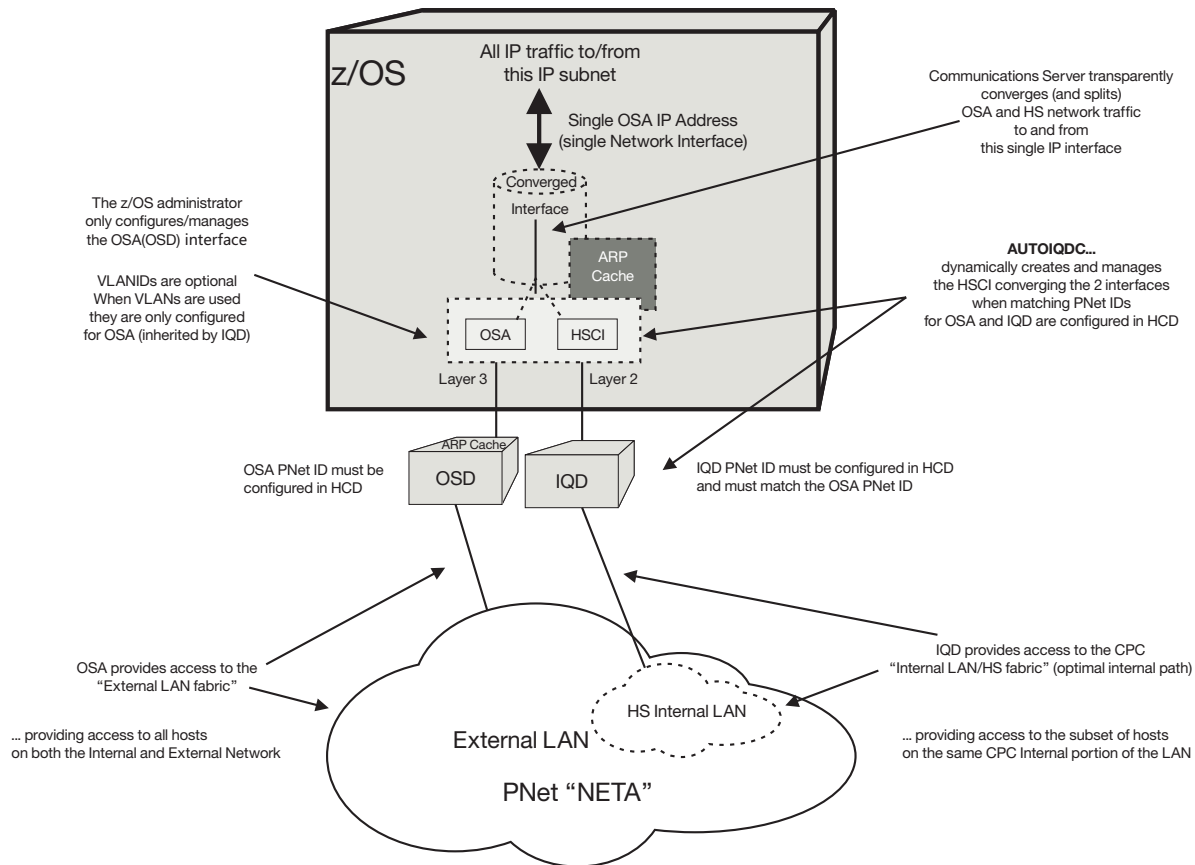 z/OS
All IP traffic to/from
this IP subnet
Single OSA IP Address
(single Network Interface)
Communications Server transparently
converges (and splits)
OSA and HS network traffic
to and from
this single IP interface
Converged
Interface
The z/OS administrator
only configures/manages
the OSA(OSD) interface
VLANIDs are optional
When VLANs are used
they are only configured
for OSA (inherited by IQD)
ARP
Cache
AUTOIQDC...
dynamically creates and manages
the HSCI converging the 2 interfaces
when matching PNet IDs
for OSA and IQD are configured in HCD
OSA
HSCI
Layer 3
Layer 2
ARP Cache
OSD
IQD
OSA PNet ID must be
configured in HCD
IQD PNet ID must be configured in HCD
and must match the OSA PNet ID
OSA provides access to the
“External LAN fabric”
... providing access to all hosts
on both the Internal and External Network
IQD provides access to the CPC
“Internal LAN/HS fabric” (optimal internal path)
... providing access to the subset of hosts
on the same CPC Internal portion of the LAN
HS Internal LAN
External LAN
PNet “NETA”